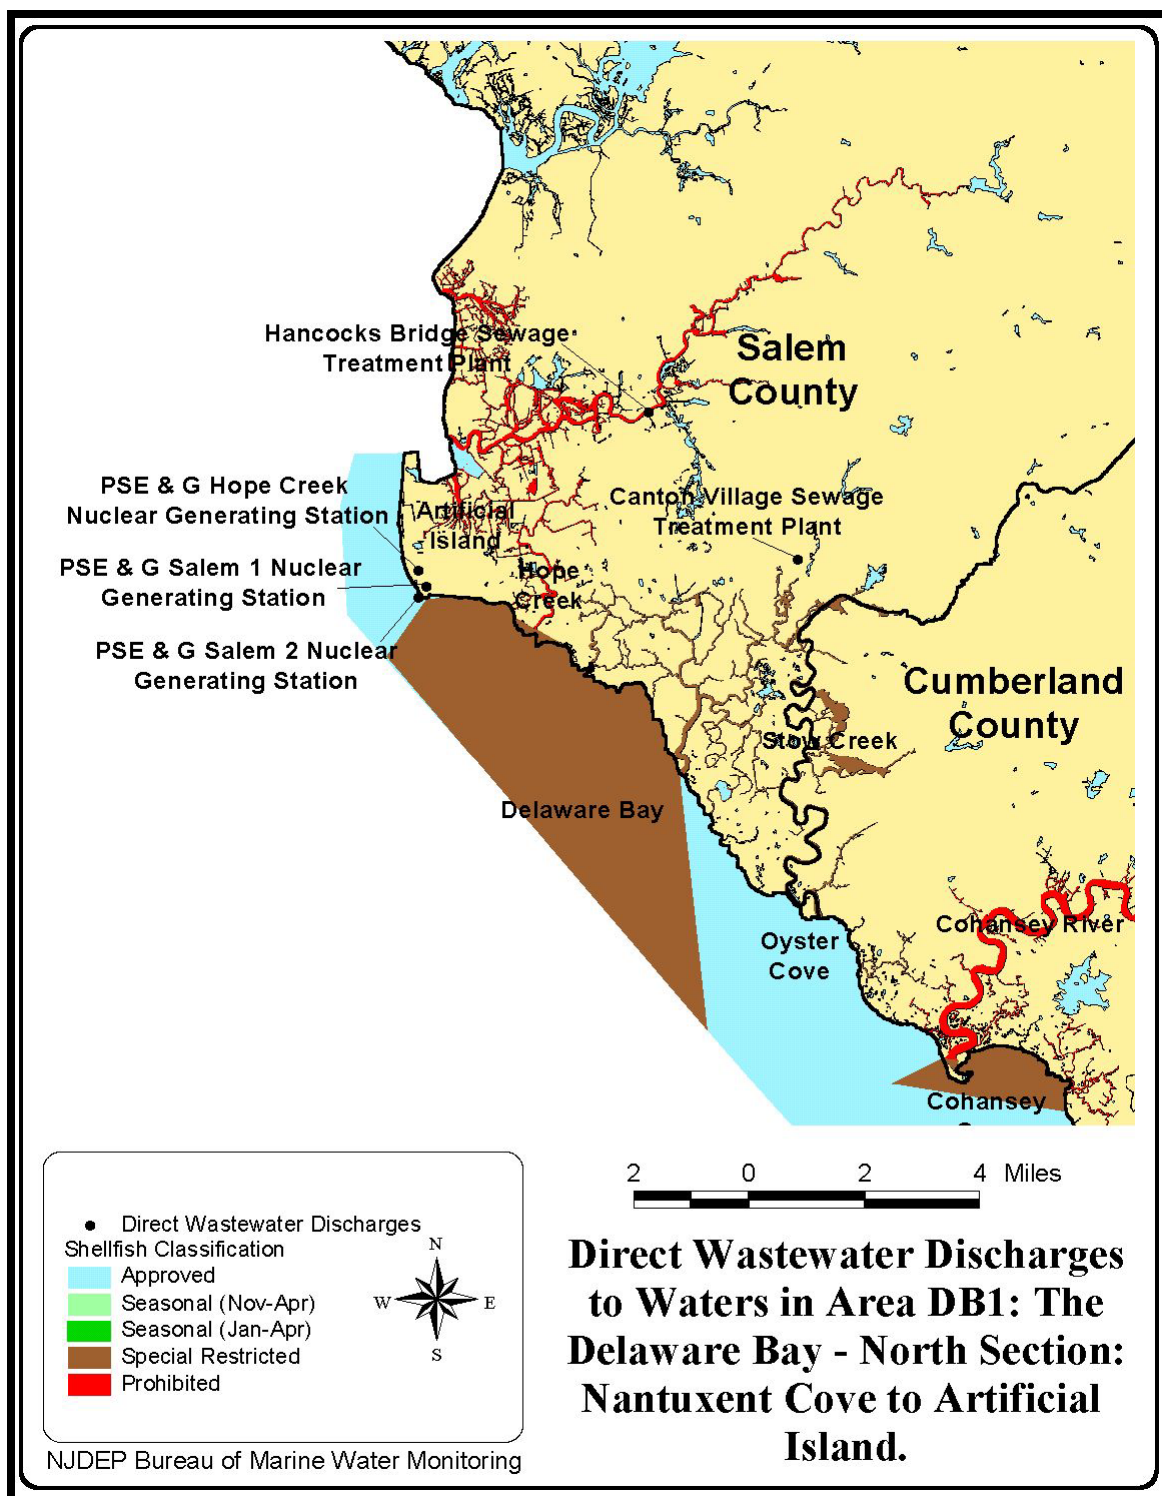 Hancocks Bridge Sewage
Treatment Plant
Salem
County
PSE & G Hope Creek
Nuclear Generating Station
Artificial
Island
Canton Village Sewage
Treatment Plant
PSE & G Salem 1 Nuclear
Generating Station
Hope
Creek
PSE & G Salem 2 Nuclear
Generating Station
Cumberland
County
Stow Creek
Delaware Bay
Cohansey River
Oyster
Cove
Cohansey
2 0 2 4 Miles
Direct Wastewater Discharges
Shellfish Classification
Approved
Seasonal (Nov-Apr)
Seasonal (Jan-Apr)
Special Restricted
Prohibited
N
W E
S
Direct Wastewater Discharges
to Waters in Area DB1: The
Delaware Bay - North Section:
Nantuxent Cove to Artificial
Island.
NJDEP Bureau of Marine Water Monitoring